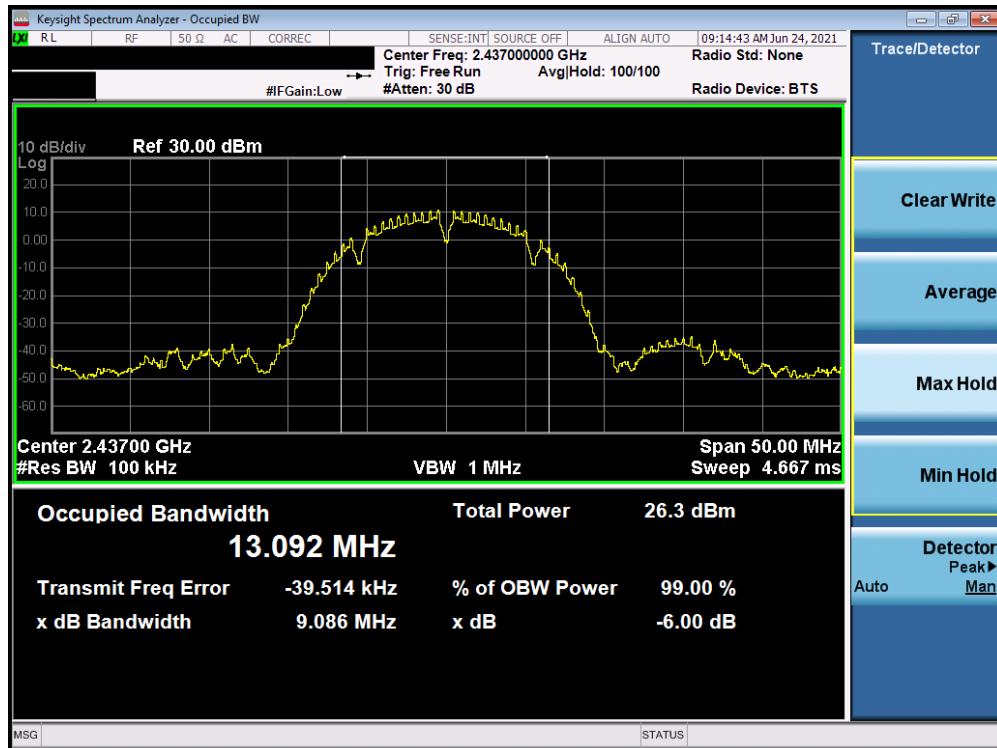 Keysight Spectrum Analyzer - Occupied BW
LXI RL RF 50 Ω AC CORREC SENSE:INT SOURCE OFF ALIGN AUTO 09:14:43 AM Jun 24, 2021
Center Freq: 2.437000000 GHz Radio Std: None
Trig: Free Run Avg|Hold: 100/100
#IFGain:Low #Atten: 30 dB Radio Device: BTS
Trace/Detector
10 dB/div Ref 30.00 dBm
Log
20.0
10.0
0.00
-10.0
-20.0
-30.0
-40.0
-50.0
-60.0
Center 2.43700 GHz Span 50.00 MHz
#Res BW 100 kHz VBW 1 MHz Sweep 4.667 ms
Occupied Bandwidth Total Power 26.3 dBm
13.092 MHz
Transmit Freq Error -39.514 kHz % of OBW Power 99.00 %
x dB Bandwidth 9.086 MHz x dB -6.00 dB
Clear Write
Average
Max Hold
Min Hold
Detector
Peak▶
Auto Man
MSG STATUS